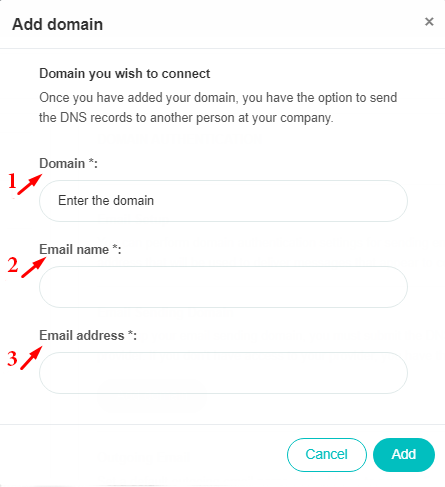 Add domain ×
Domain you wish to connect
Once you have added your domain, you have the option to send
the DNS records to another person at your company.
Domain *:
1
Enter the domain
Email name *:
2
Email address *:
3
Cancel Add